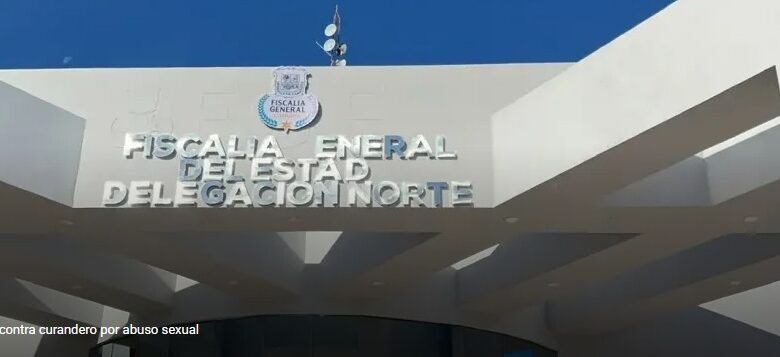 FISCALIA
GENERAL
FISCALIA ENERAL
DEL ESTAD
DELEGACION NORTE
contra curandero por abuso sexual